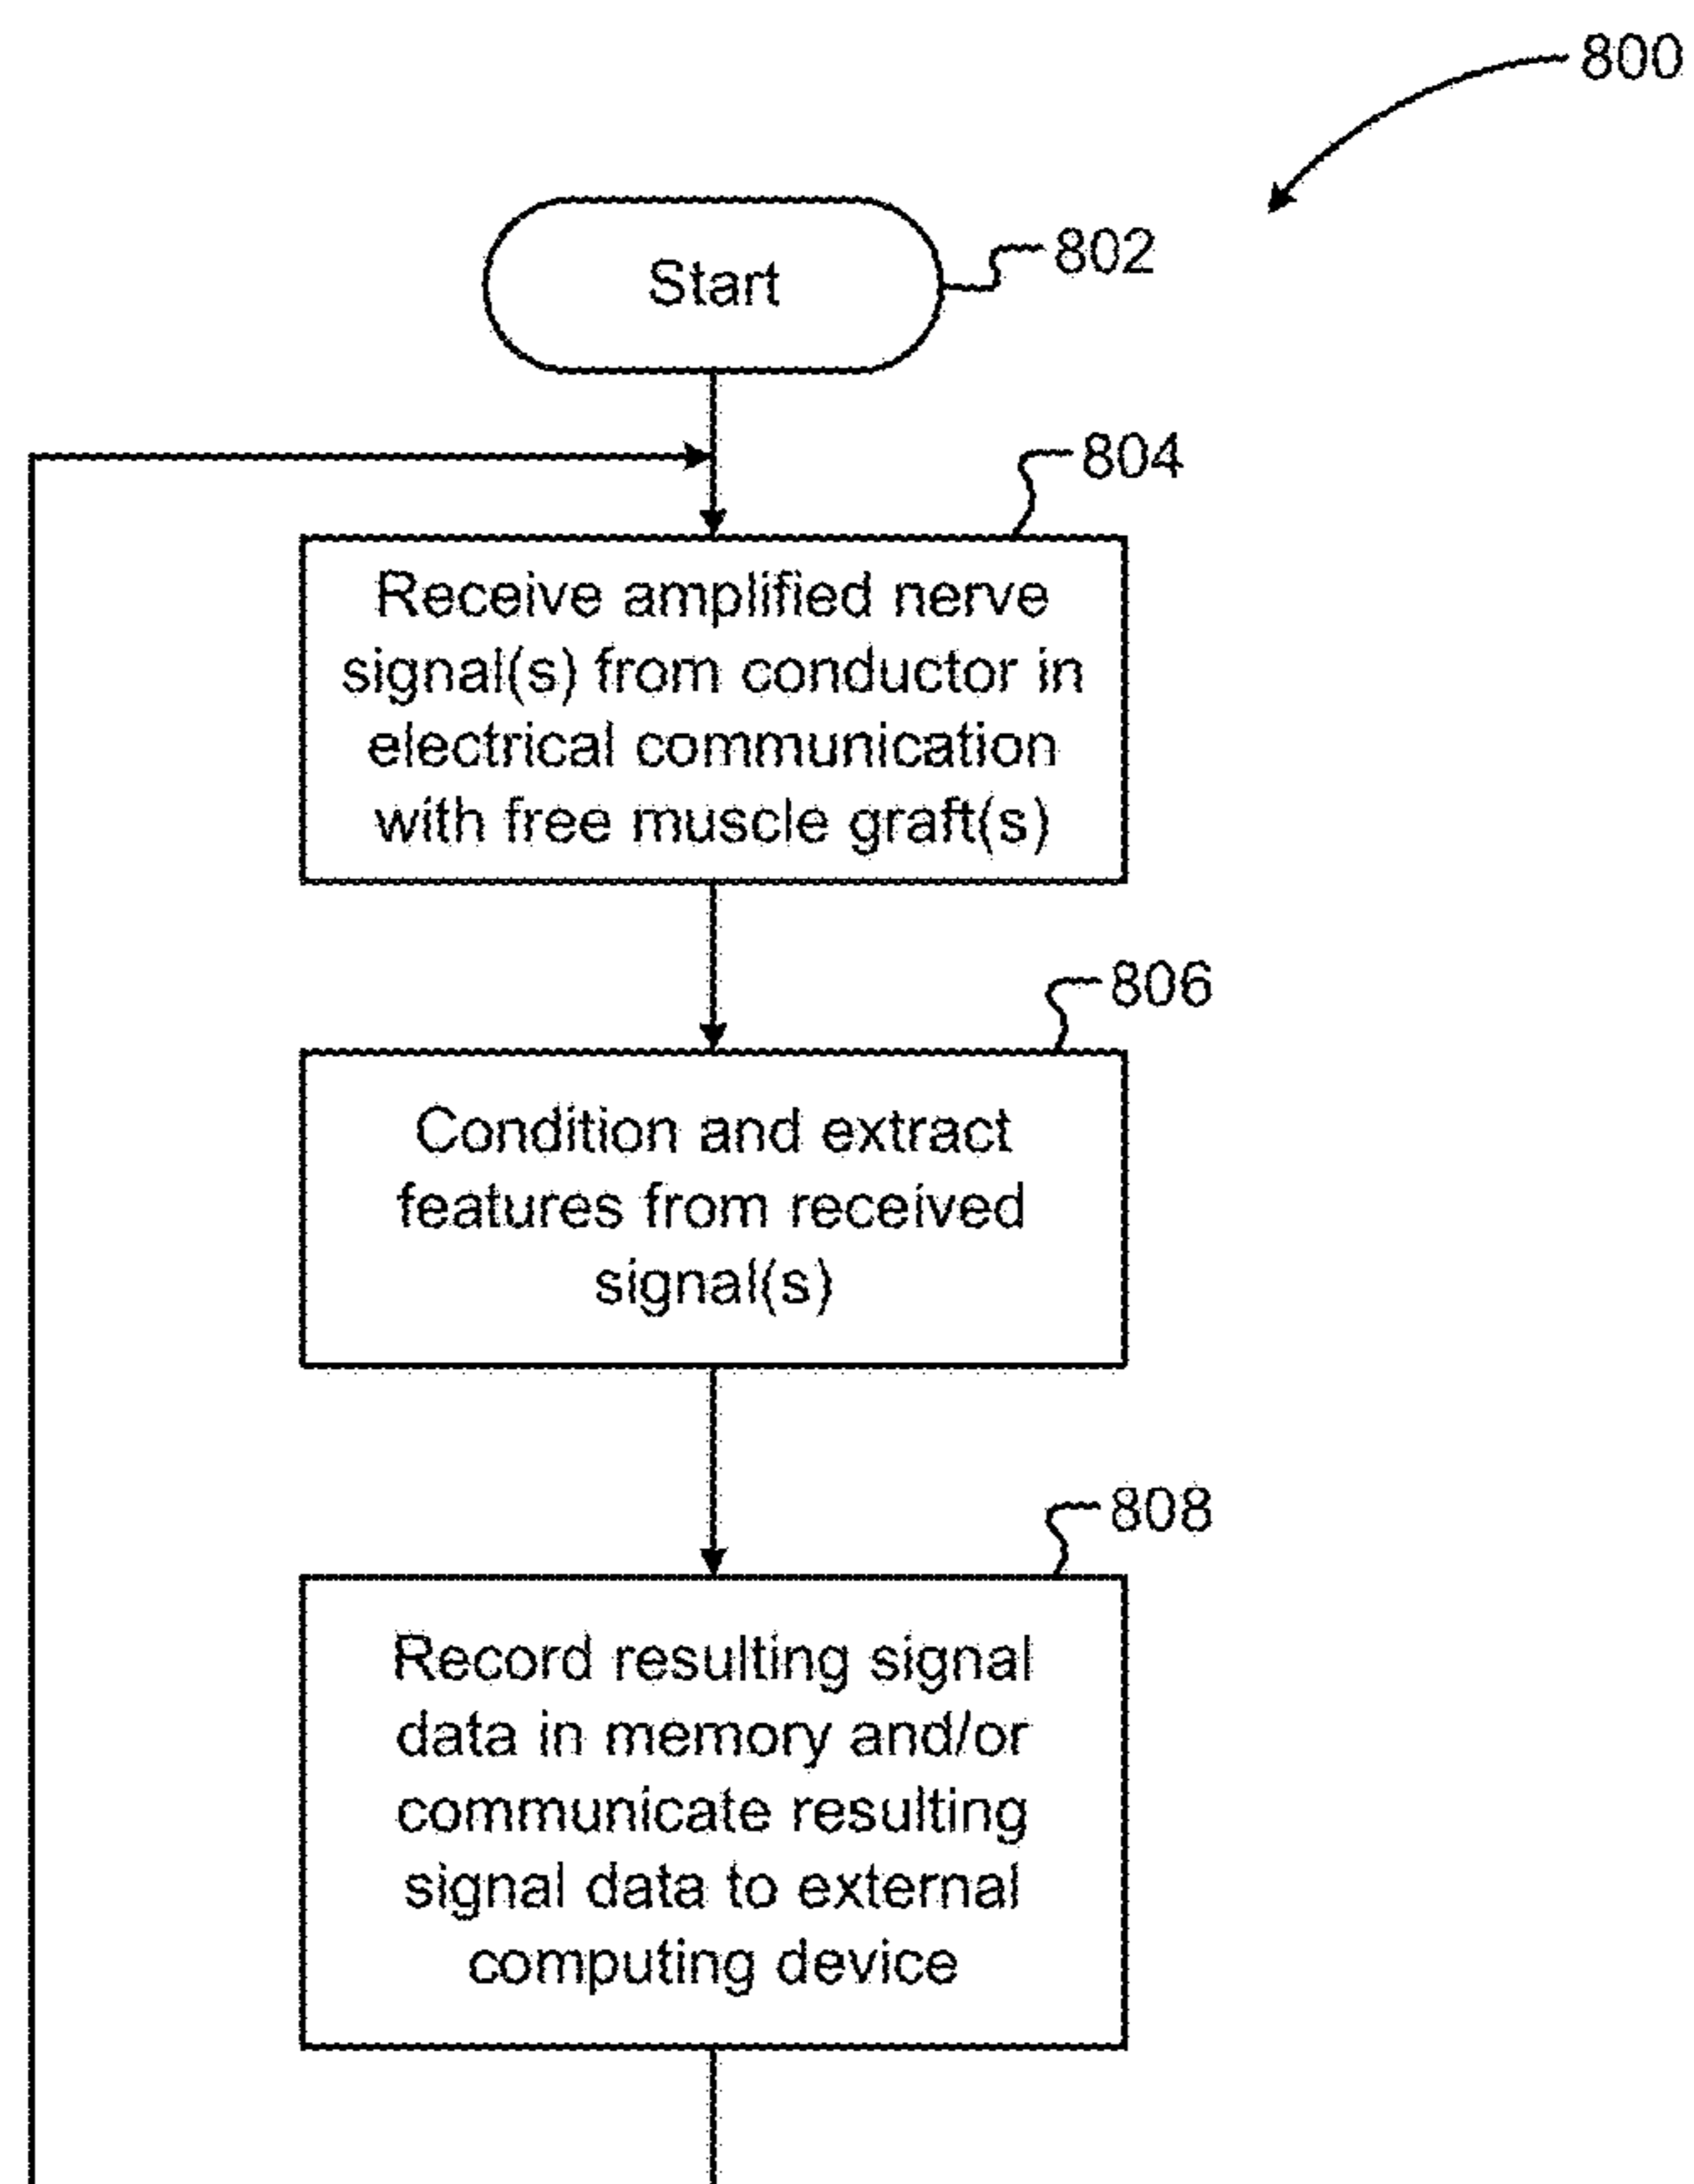 800
Start
802
804
Receive amplified nerve
signal(s) from conductor in
electrical communication
with free muscle graft(s)
806
Condition and extract
features from received
signal(s)
808
Record resulting signal
data in memory and/or
communicate resulting
signal data to external
computing device